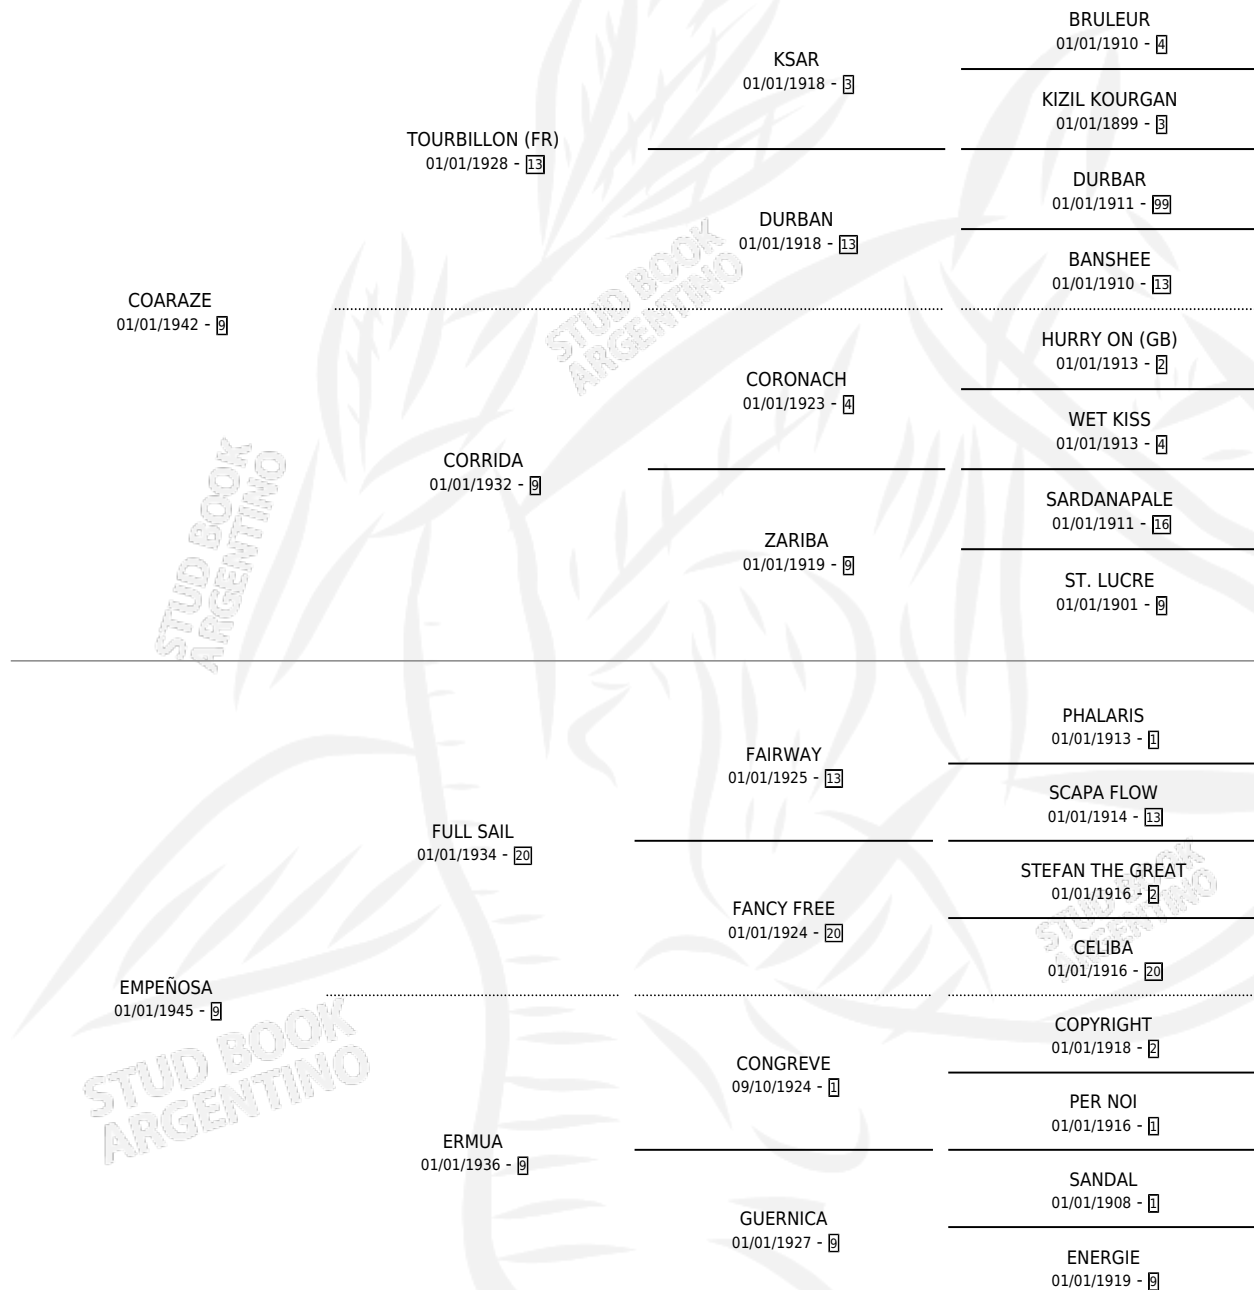 BRULEUR
01/01/1910 - 4
KSAR
01/01/1918 - 3
KIZIL KOURGAN
01/01/1899 - 3
TOURBILLON (FR)
01/01/1928 - 13
DURBAR
01/01/1911 - 99
DURBAN
01/01/1918 - 13
BANSHEE
01/01/1910 - 13
COARAZE
01/01/1942 - 9
HURRY ON (GB)
01/01/1913 - 2
CORONACH
01/01/1923 - 4
WET KISS
01/01/1913 - 4
CORRIDA
01/01/1932 - 9
SARDANAPALE
01/01/1911 - 16
ZARIBA
01/01/1919 - 9
ST. LUCRE
01/01/1901 - 9
PHALARIS
01/01/1913 - 1
FAIRWAY
01/01/1925 - 13
SCAPA FLOW
01/01/1914 - 13
FULL SAIL
01/01/1934 - 20
STEFAN THE GREAT
01/01/1916 - 2
FANCY FREE
01/01/1924 - 20
CELIBA
01/01/1916 - 20
EMPEÑOSA
01/01/1945 - 9
COPYRIGHT
01/01/1918 - 2
CONGREVE
09/10/1924 - 1
PER NOI
01/01/1916 - 1
ERMUA
01/01/1936 - 9
SANDAL
01/01/1908 - 1
GUERNICA
01/01/1927 - 9
ENERGIE
01/01/1919 - 9
STUD BOOK
ARGENTINO
STUD BOOK
ARGENTINO
STUD BOOK
ARGENTINO
STUD BOOK
ARGENTINO